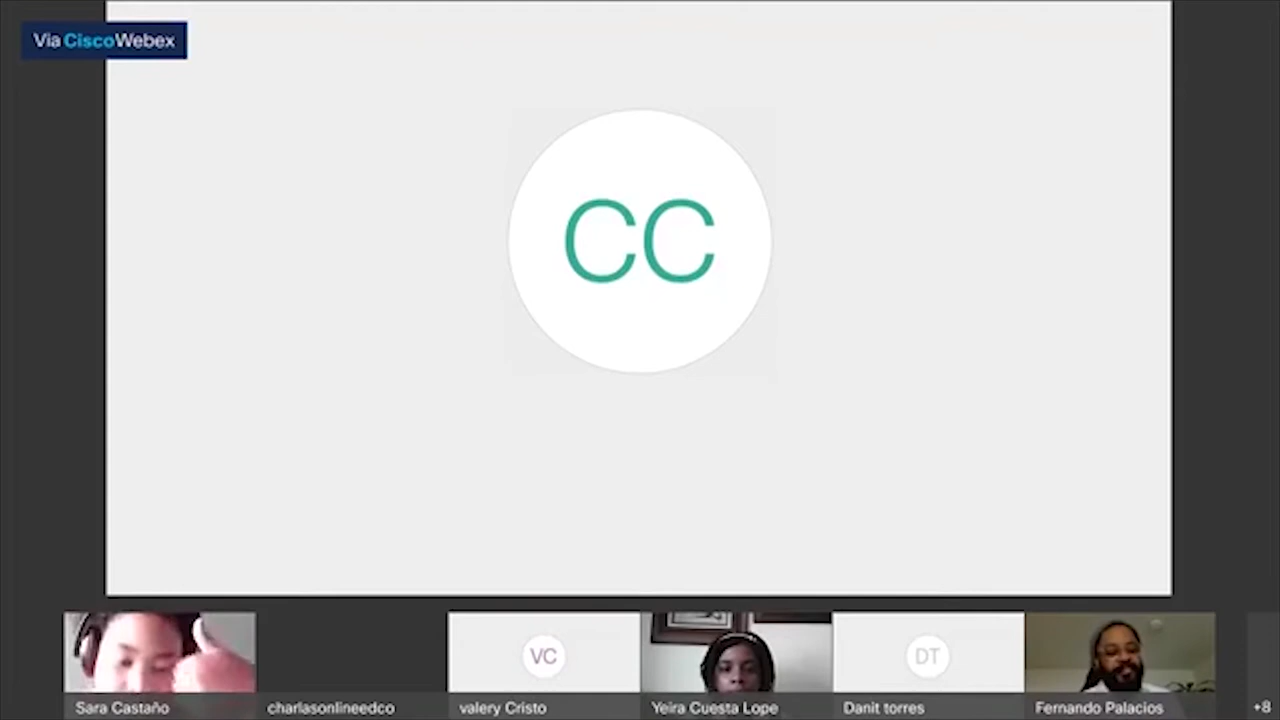 Via CiscoWebex
CC
VC
DT
Sara Castaño
charlasonlineedco
valery Cristo
Yeira Cuesta Lope
Danit torres
Fernando Palacios
+8